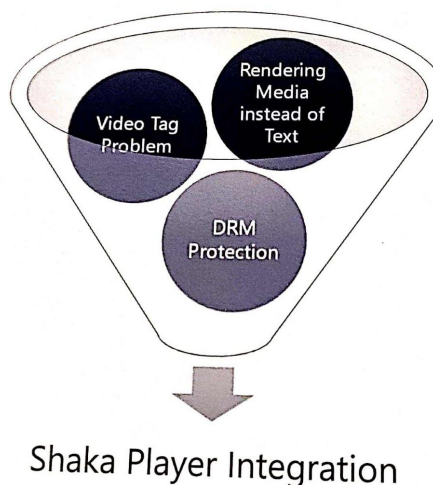 Rendering
Media
instead of
Text
Video Tag
Problem
DRM
Protection
Shaka Player Integration